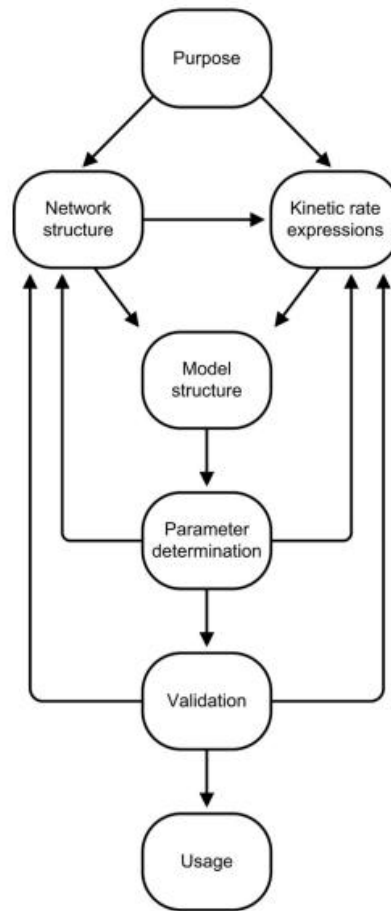 Purpose
Network
structure
Kinetic rate
expressions
Model
structure
Parameter
determination
Validation
Usage